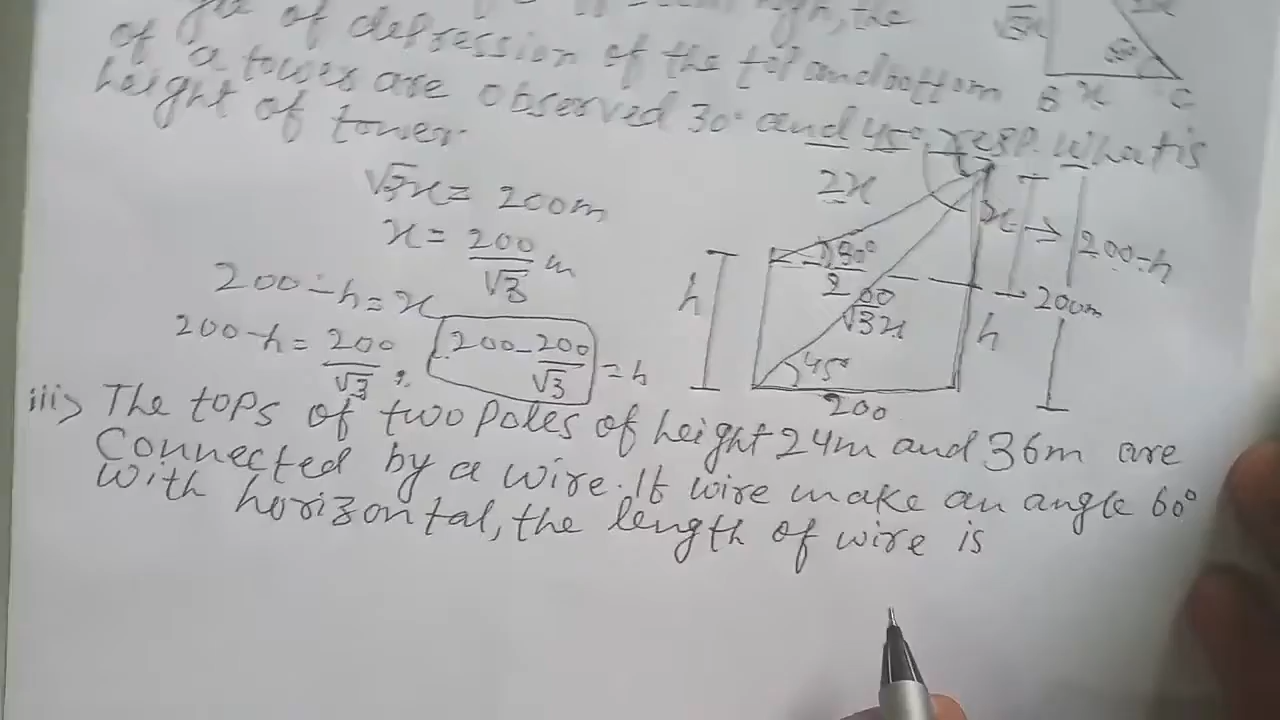 of depression of the top and bottom
of a tower are observed 30° and 45° resp. What is
height of tower.
√3x = 200m
x = 200/√3 m
200-h = x
200-h = 200/√3, 200-200/√3 = h
√3x
60°
B x C
2x
x → 200-h
30°
200
√3x
h
200m
h
45°
200
iii> The tops of two poles of height 24m and 36m are
Connected by a wire. If wire make an angle 60°
with horizontal, the length of wire is